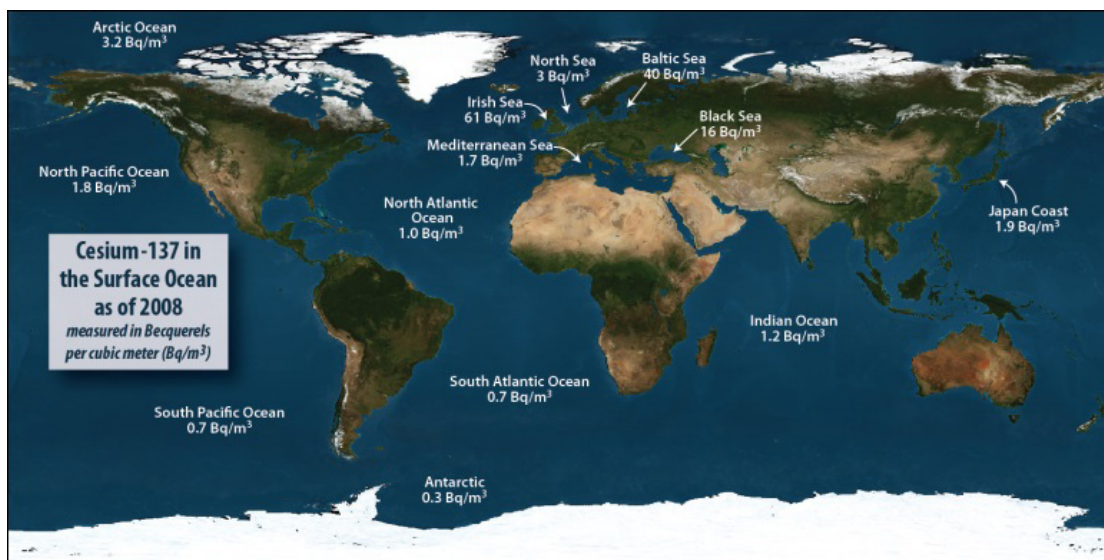 Arctic Ocean
3.2 Bq/m³
North Sea
3 Bq/m³
Baltic Sea
40 Bq/m³
Irish Sea
61 Bq/m³
Black Sea
16 Bq/m³
Mediterranean Sea
1.7 Bq/m³
North Pacific Ocean
1.8 Bq/m³
North Atlantic
Ocean
1.0 Bq/m³
Japan Coast
1.9 Bq/m³
Cesium-137 in
the Surface Ocean
as of 2008
measured in Becquerels
per cubic meter (Bq/m³)
Indian Ocean
1.2 Bq/m³
South Atlantic Ocean
0.7 Bq/m³
South Pacific Ocean
0.7 Bq/m³
Antarctic
0.3 Bq/m³